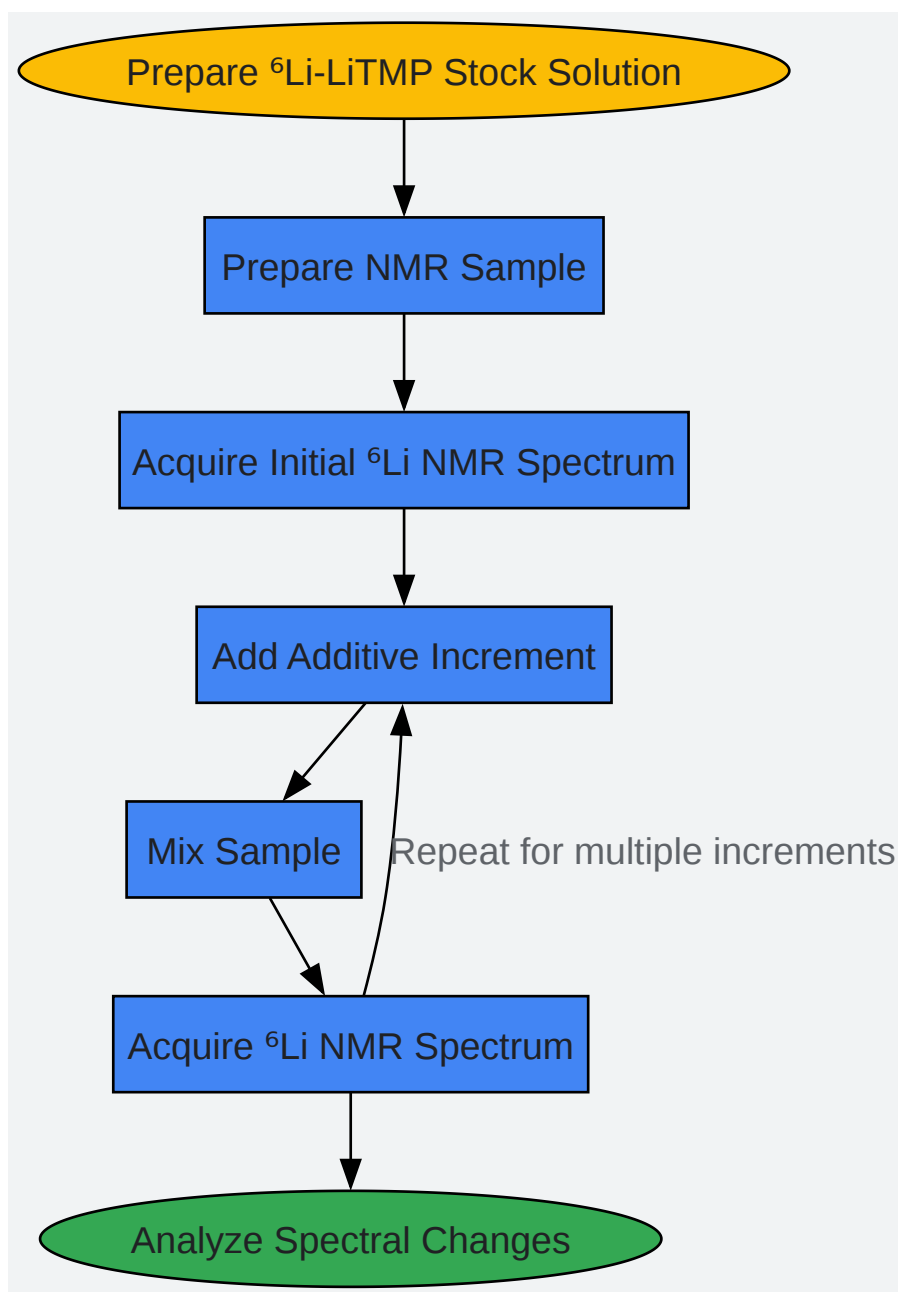 Prepare ⁶Li-LiTMP Stock Solution
Prepare NMR Sample
Acquire Initial ⁶Li NMR Spectrum
Add Additive Increment
Mix Sample
Repeat for multiple increments
Acquire ⁶Li NMR Spectrum
Analyze Spectral Changes